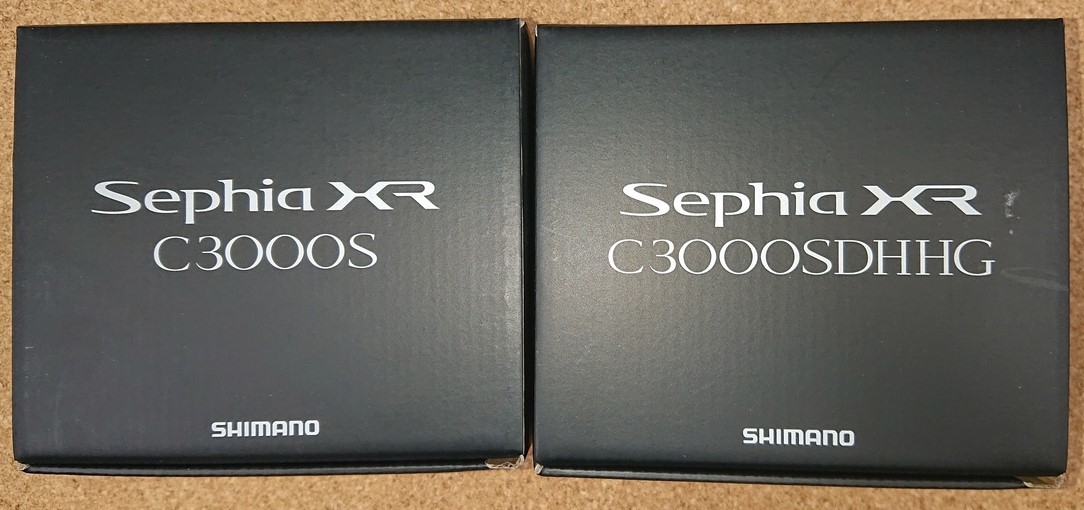 Sephia XR
C3000S
SHIMANO
Sephia XR
C3000SDHHG
SHIMANO